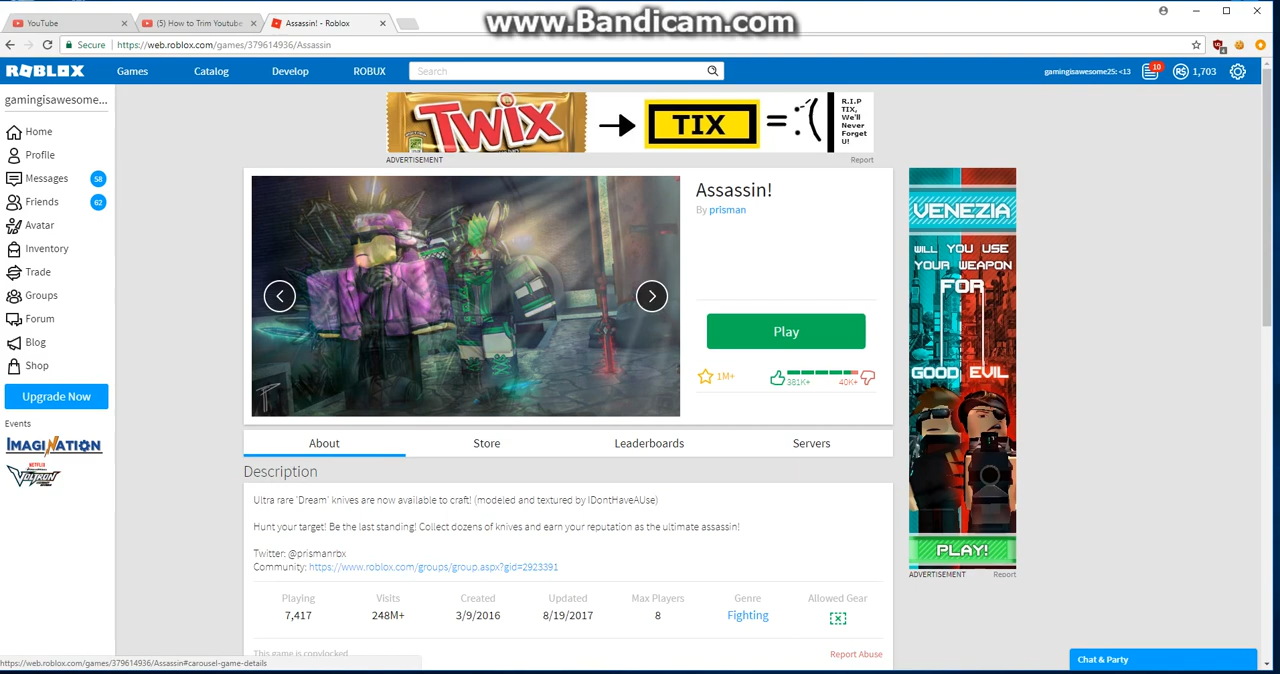 www.Bandicam.com
YouTube
(5) How to Trim Youtube
Assassin! - Roblox
Secure
https://web.roblox.com/games/379614936/Assassin
4
ROBLOX
Games
Catalog
Develop
ROBUX
Search
gamingisawesome25: <13
10
R$ 1,703
gamingisawesome...
Home
Profile
Messages 58
Friends 62
Avatar
Inventory
Trade
Groups
Forum
Blog
Shop
Upgrade Now
Events
IMAGINATION
NETFLIX
VOLTRON
TWIX
TIX
= :'(
R.I.P
TIX,
We'll
Never
Forget
U!
ADVERTISEMENT
Report
Assassin!
By prisman
Play
1M+
381K+
40K+
VENEZIA
WILL YOU USE
YOUR WEAPON
FOR
GOOD EVIL
PLAY!
ADVERTISEMENT
Report
About
Store
Leaderboards
Servers
Description
Ultra rare 'Dream' knives are now available to craft! (modeled and textured by IDontHaveAUse)
Hunt your target! Be the last standing! Collect dozens of knives and earn your reputation as the ultimate assassin!
Twitter: @prismanrbx
Community: https://www.roblox.com/groups/group.aspx?gid=2923391
Playing Visits Created Updated Max Players Genre Allowed Gear
7,417 248M+ 3/9/2016 8/19/2017 8 Fighting
This game is copylocked
Report Abuse
https://web.roblox.com/games/379614936/Assassin#carousel-game-details
Chat & Party